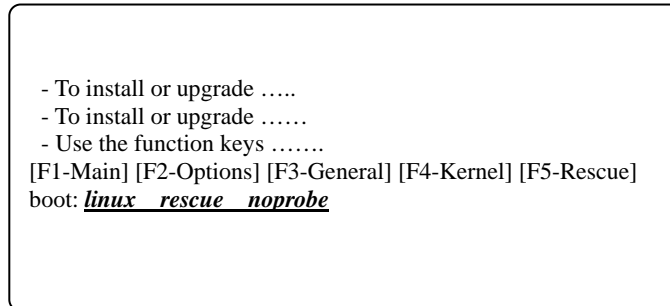 - To install or upgrade …..
- To install or upgrade ……
- Use the function keys …….
[F1-Main] [F2-Options] [F3-General] [F4-Kernel] [F5-Rescue]
boot: linux rescue noprobe